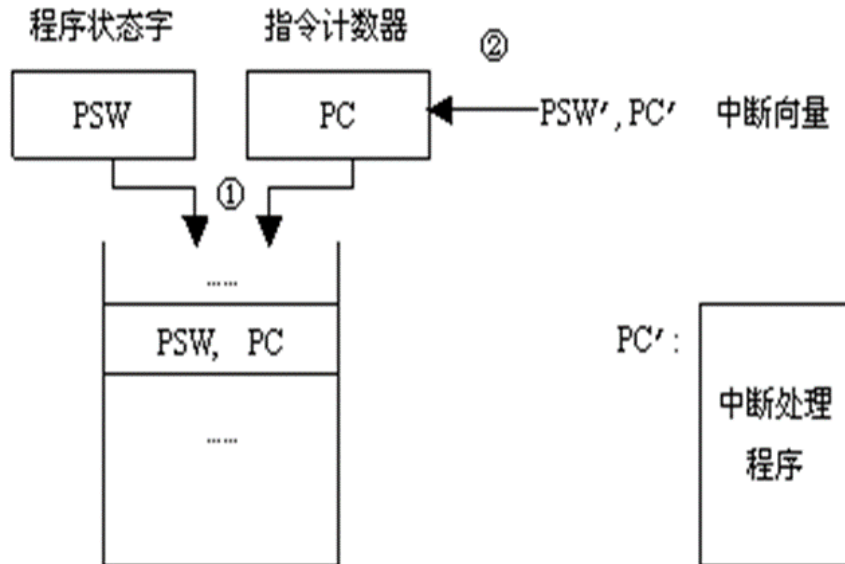 程序状态字 指令计数器
②
PSW PC PSW′,PC′ 中断向量
①
……
PSW, PC
PC′:
……
中断处理
程序